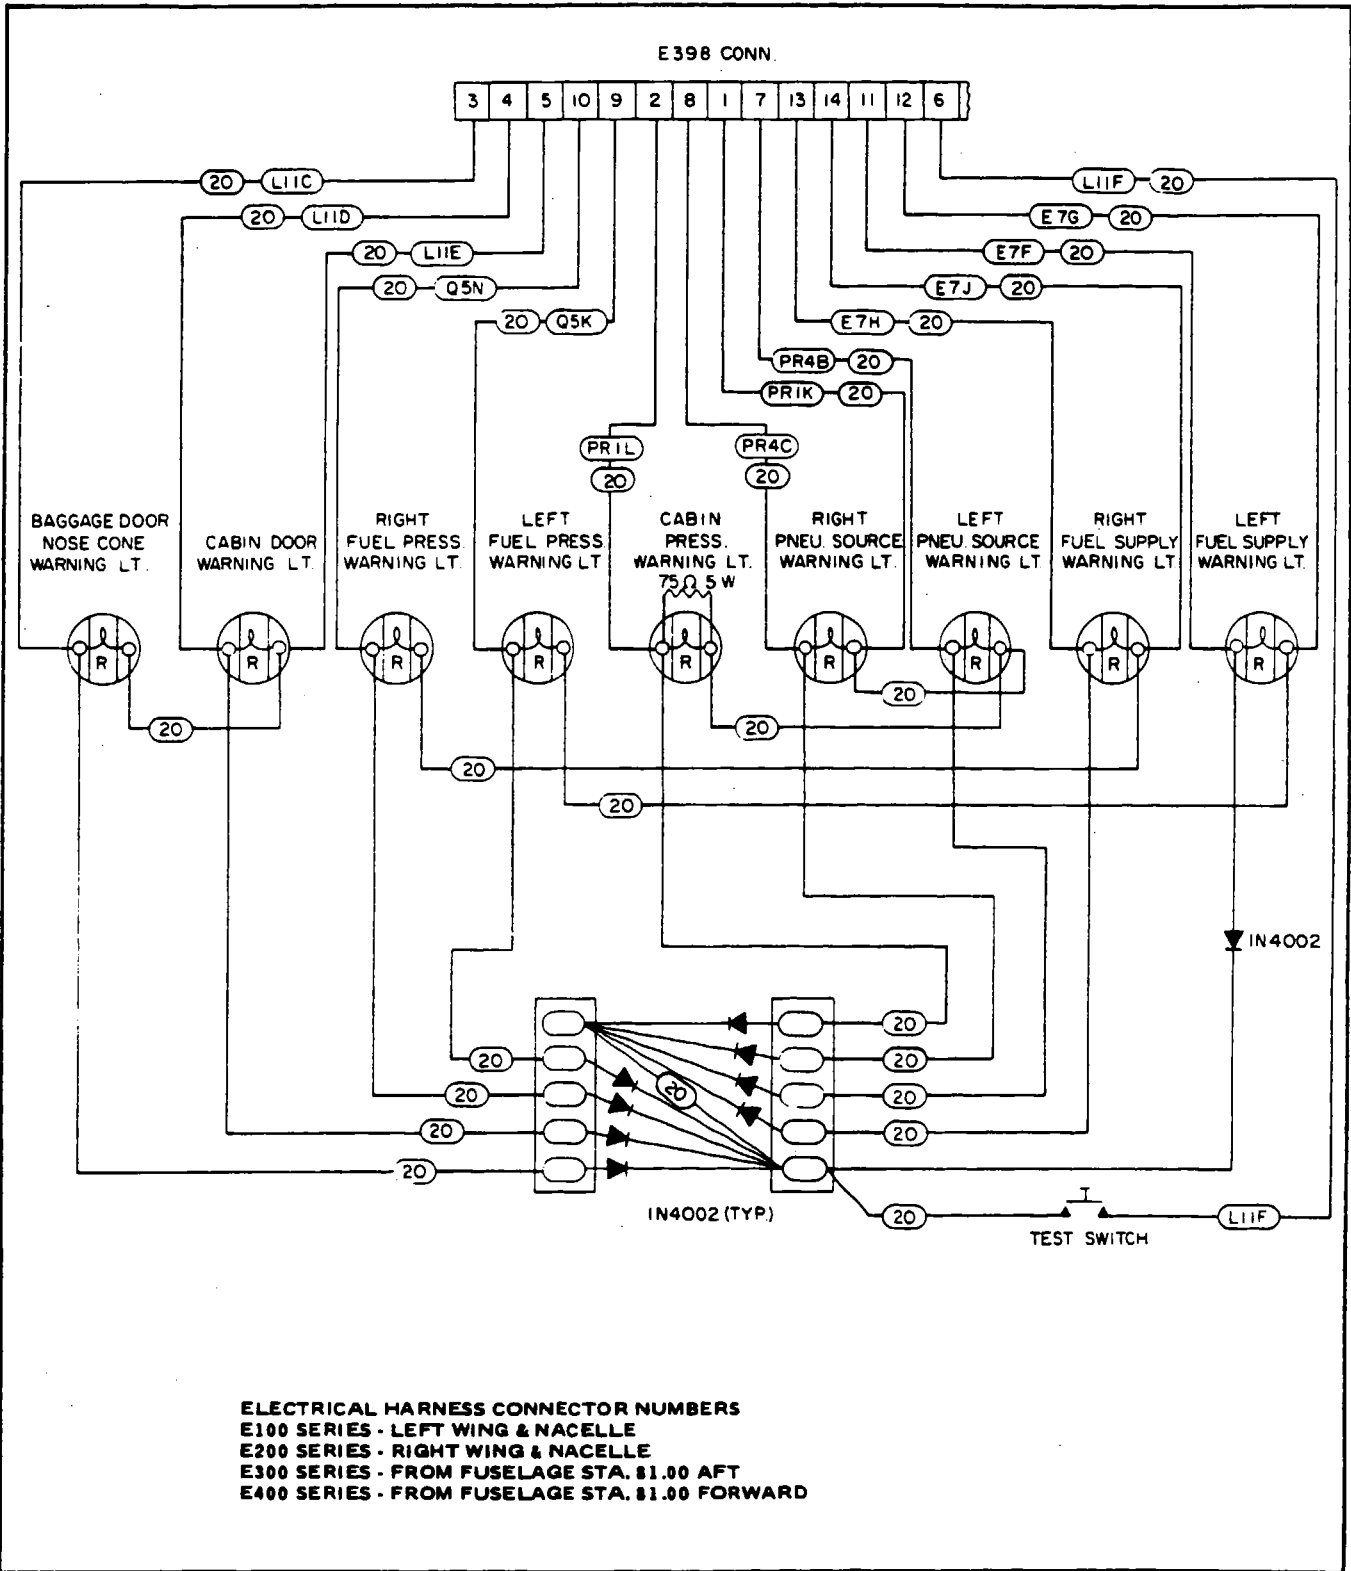 E398 CONN.
3 4 5 10 9 2 8 1 7 13 14 11 12 6
20 L11C
L11F 20
20 L11D
E7G 20
20 L11E
E7F 20
20 Q5N
E7J 20
20 Q5K
E7H 20
PR4B 20
PR1K 20
PR1L
20
PR4C
20
BAGGAGE DOOR
NOSE CONE
WARNING LT.
CABIN DOOR
WARNING LT.
RIGHT
FUEL PRESS.
WARNING LT.
LEFT
FUEL PRESS.
WARNING LT
CABIN
PRESS.
WARNING LT.
75Ω 5W
RIGHT
PNEU. SOURCE
WARNING LT.
LEFT
PNEU. SOURCE
WARNING LT.
RIGHT
FUEL SUPPLY
WARNING LT.
LEFT
FUEL SUPPLY
WARNING LT.
R R R R R R R R R
20
20
20
20
20
IN4002
20
20 20
20
20 20
20 20
20
1N4002 (TYP.)
20
TEST SWITCH
L11F
ELECTRICAL HARNESS CONNECTOR NUMBERS
E100 SERIES - LEFT WING & NACELLE
E200 SERIES - RIGHT WING & NACELLE
E300 SERIES - FROM FUSELAGE STA. 81.00 AFT
E400 SERIES - FROM FUSELAGE STA. 81.00 FORWARD